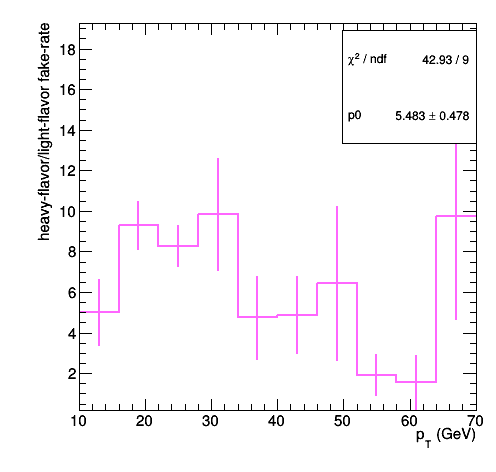 heavy-flavor/light-flavor fake-rate
χ² / ndf 42.93 / 9
p0 5.483 ± 0.478
18
16
14
12
10
8
6
4
2
10 20 30 40 50 60 70
p_T (GeV)